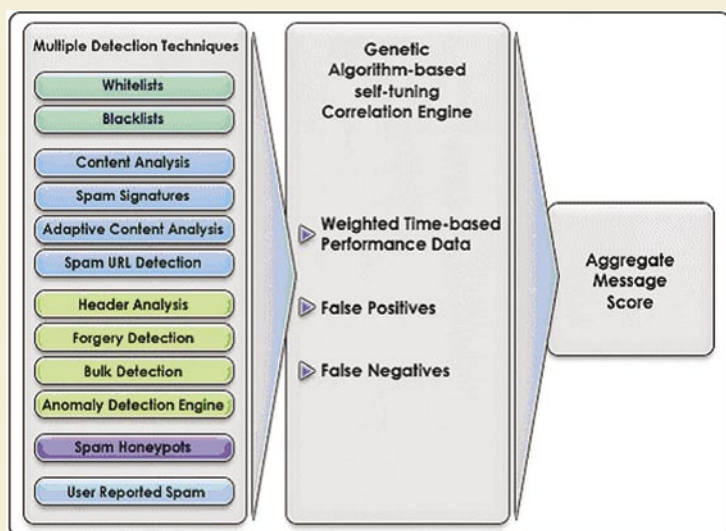 Multiple Detection Techniques
Whitelists
Blacklists
Content Analysis
Spam Signatures
Adaptive Content Analysis
Spam URL Detection
Header Analysis
Forgery Detection
Bulk Detection
Anomaly Detection Engine
Spam Honeypots
User Reported Spam
Genetic
Algorithm-based
self-tuning
Correlation Engine
Weighted Time-based
Performance Data
False Positives
False Negatives
Aggregate
Message
Score